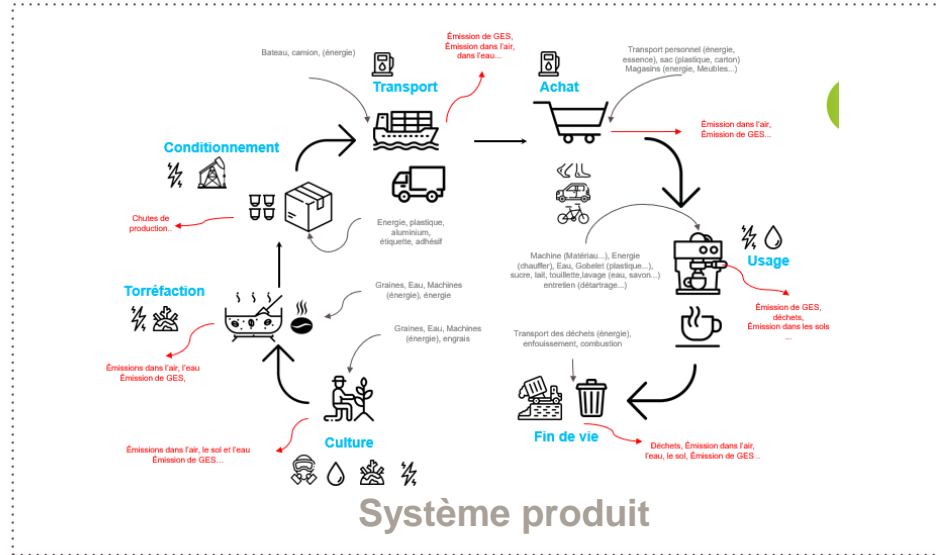 Bateau, camion, (énergie)
Émission de GES,
Émission dans l'air,
dans l'eau...
Transport
Transport personnel (énergie,
essence), sac (plastique, carton)
Magasins (energie, Meubles...)
Achat
Émission dans l'air,
Émission de GES...
Conditionnement
Chutes de
production..
Energie, plastique,
aluminium,
étiquette, adhésif
Machine (Matériau...), Energie
(chauffer), Eau, Gobelet (plastique...),
sucre, lait, touillette,lavage (eau, savon...)
entretien (détartrage...)
Usage
Émission de GES,
déchets,
Émission dans les sols
...
Torréfaction
Graines, Eau, Machines
(énergie), énergie
Émissions dans l'air, l'eau
Émission de GES,
Graines, Eau, Machines
(énergie), engrais
Transport des déchets (énergie),
enfouissement, combustion
Culture
Émissions dans l'air, le sol et l'eau
Émission de GES...
Fin de vie
Déchets, Émission dans l'air,
l'eau, le sol, Émission de GES ..
Système produit